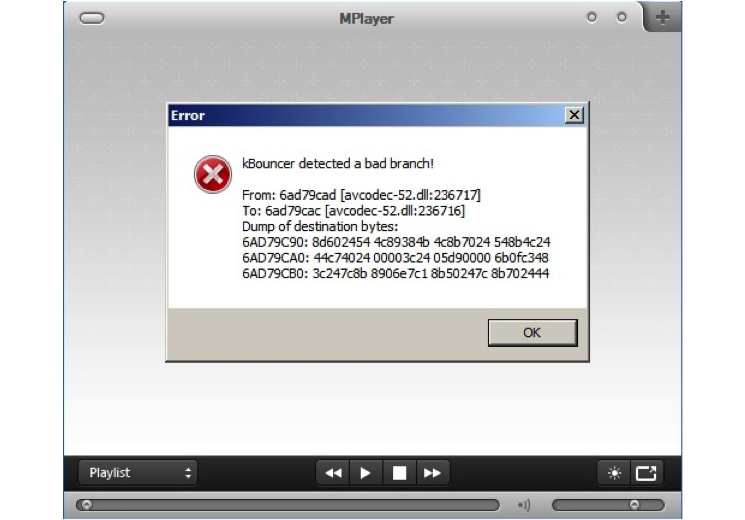 MPlayer
Error
kBouncer detected a bad branch!
From: 6ad79cad [avcodec-52.dll:236717]
To: 6ad79cac [avcodec-52.dll:236716]
Dump of destination bytes:
6AD79C90: 8d602454 4c89384b 4c8b7024 548b4c24
6AD79CA0: 44c74024 00003c24 05d90000 6b0fc348
6AD79CB0: 3c247c8b 8906e7c1 8b50247c 8b702444
OK
Playlist